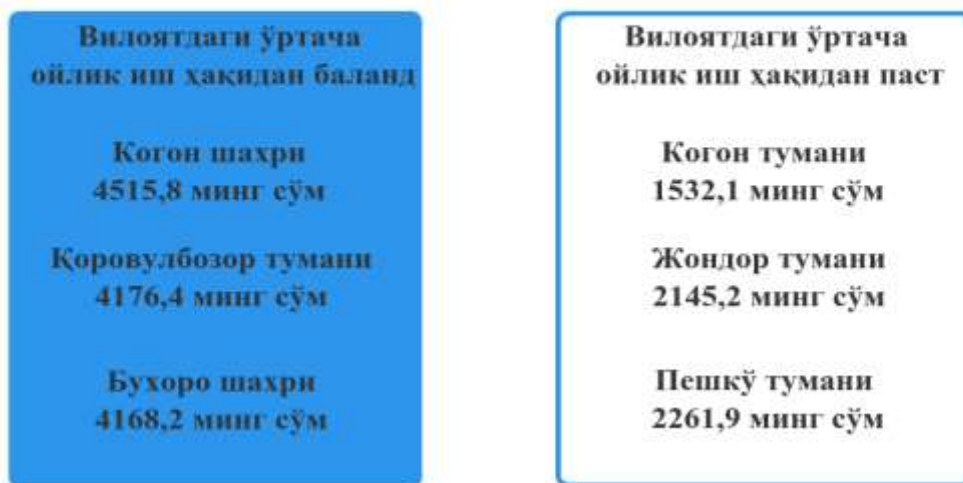 Вилоятдаги ўртача
ойлик иш ҳақидан баланд
Когон шахри
4515,8 минг сўм
Қоровулбозор тумани
4176,4 минг сўм
Бухоро шахри
4168,2 минг сўм
Вилоятдаги ўртача
ойлик иш ҳақидан паст
Когон тумани
1532,1 минг сўм
Жондор тумани
2145,2 минг сўм
Пешкў тумани
2261,9 минг сўм